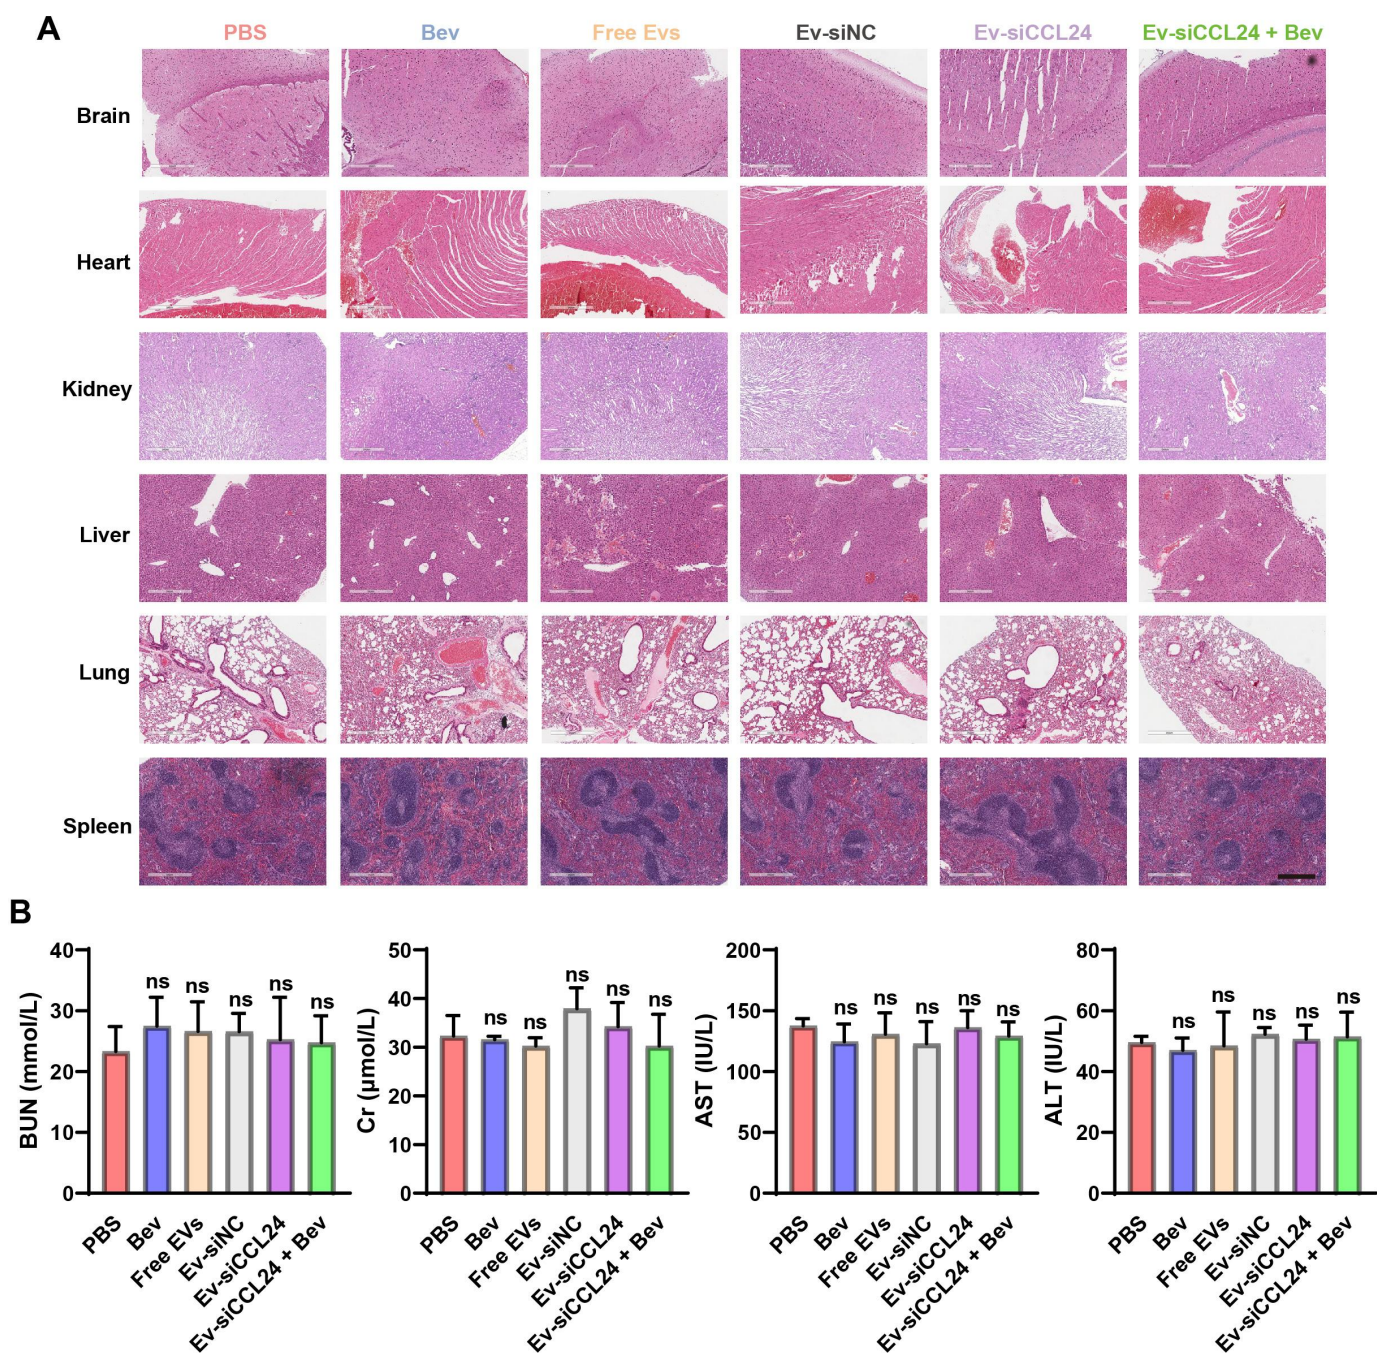 A
PBS Bev Free Evs Ev-siNC Ev-siCCL24 Ev-siCCL24 + Bev
Brain
Heart
Kidney
Liver
Lung
Spleen
B
BUN (mmol/L)
40
30
20
10
0
ns ns ns ns ns
PBS
Bev
Free EVs
Ev-siNC
Ev-siCCL24
Ev-siCCL24 + Bev
Cr (μmol/L)
50
40
30
20
10
0
ns ns ns ns ns
PBS
Bev
Free EVs
Ev-siNC
Ev-siCCL24
Ev-siCCL24 + Bev
AST (IU/L)
200
150
100
50
0
ns ns ns ns ns
PBS
Bev
Free EVs
Ev-siNC
Ev-siCCL24
Ev-siCCL24 + Bev
ALT (IU/L)
80
60
40
20
0
ns ns ns ns ns
PBS
Bev
Free EVs
Ev-siNC
Ev-siCCL24
Ev-siCCL24 + Bev